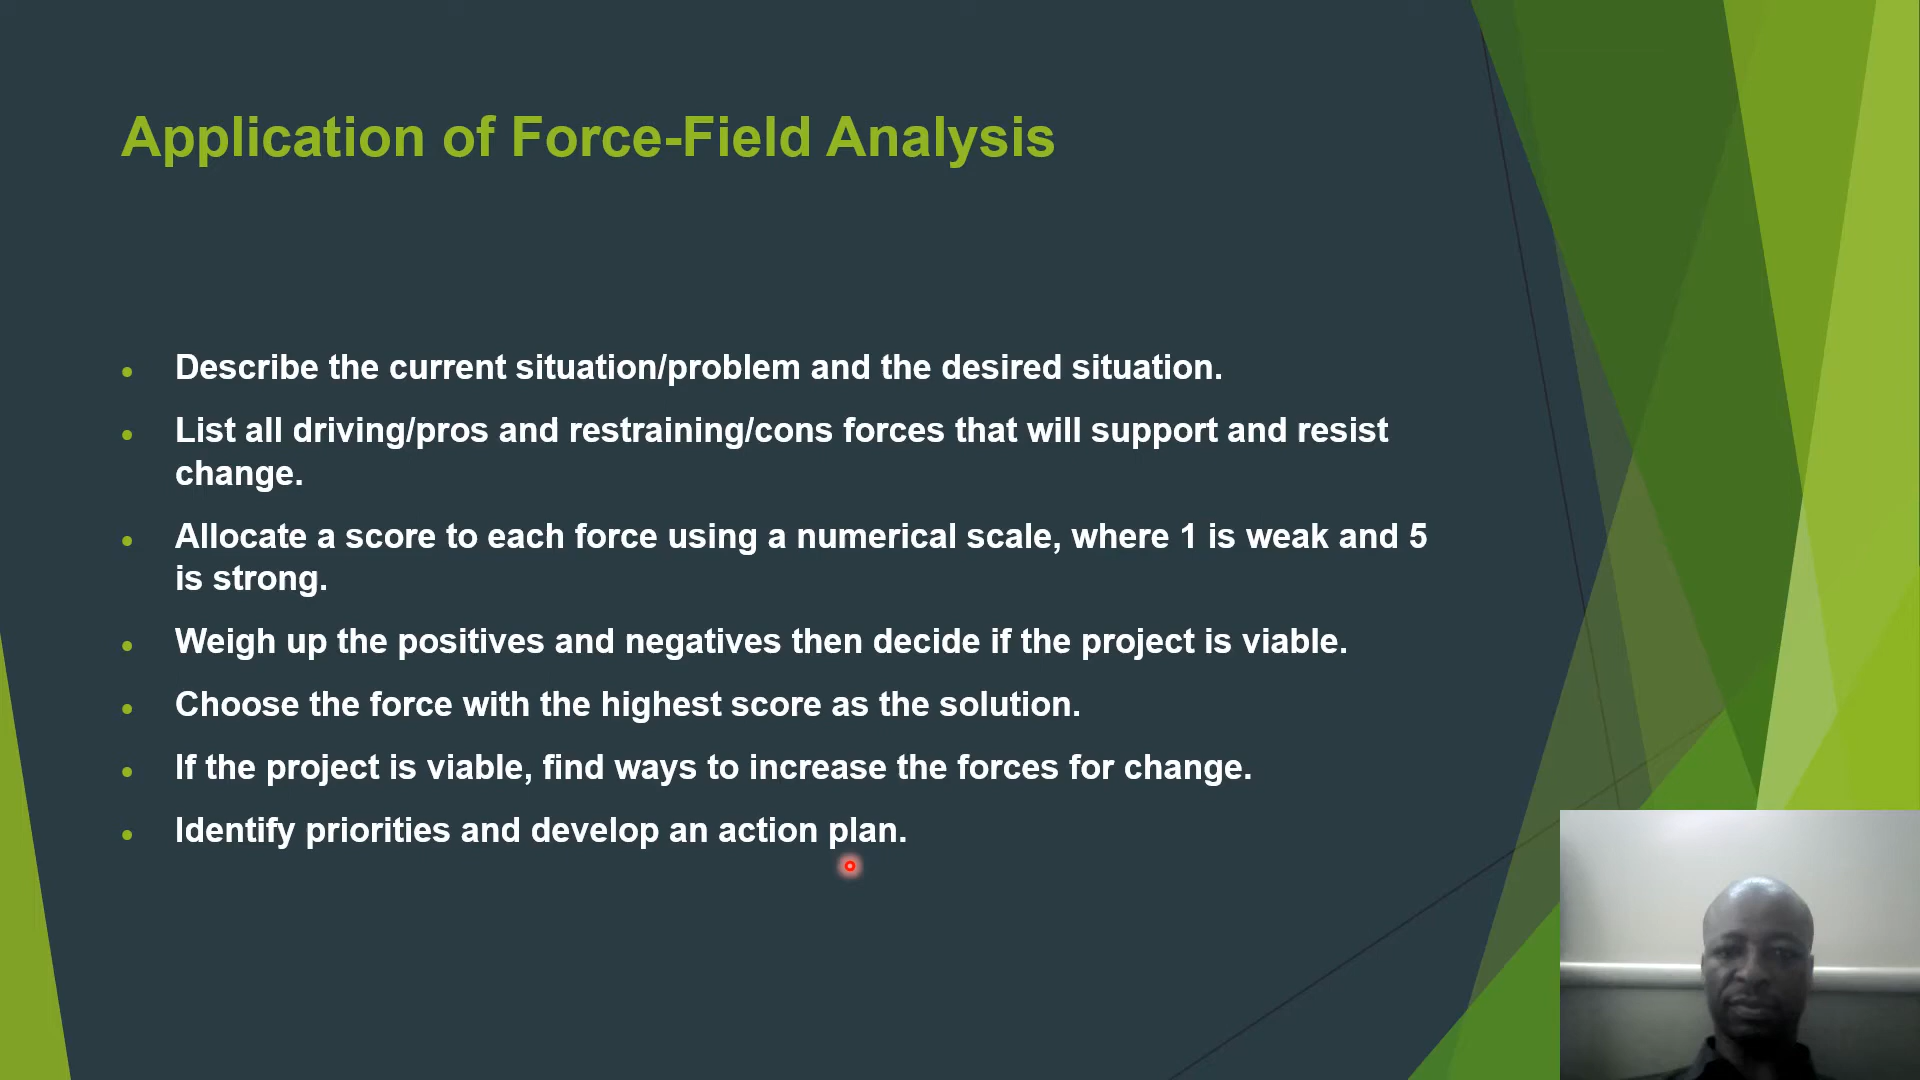 Application of Force-Field Analysis
• Describe the current situation/problem and the desired situation.
• List all driving/pros and restraining/cons forces that will support and resist
change.
• Allocate a score to each force using a numerical scale, where 1 is weak and 5
is strong.
• Weigh up the positives and negatives then decide if the project is viable.
• Choose the force with the highest score as the solution.
• If the project is viable, find ways to increase the forces for change.
• Identify priorities and develop an action plan.